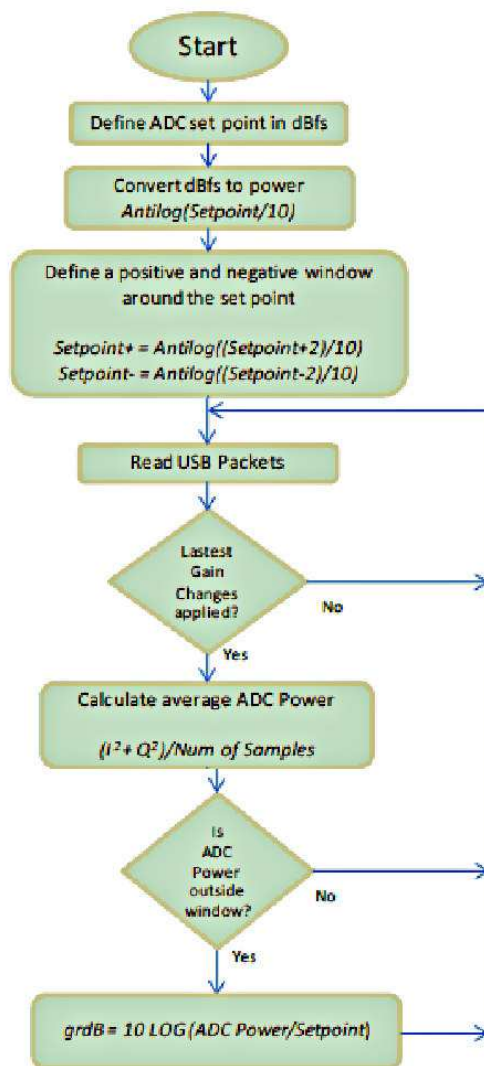 Start
Define ADC set point in dBfs
Convert dBfs to power
Antilog(Setpoint/10)
Define a positive and negative window
around the set point
Setpoint+ = Antilog((Setpoint+2)/10)
Setpoint- = Antilog((Setpoint-2)/10)
Read USB Packets
Lastest
Gain
Changes
applied?
No
Yes
Calculate average ADC Power
(I²+ Q²)/Num of Samples
Is
ADC
Power
outside
window?
No
Yes
grdB = 10 LOG (ADC Power/Setpoint)